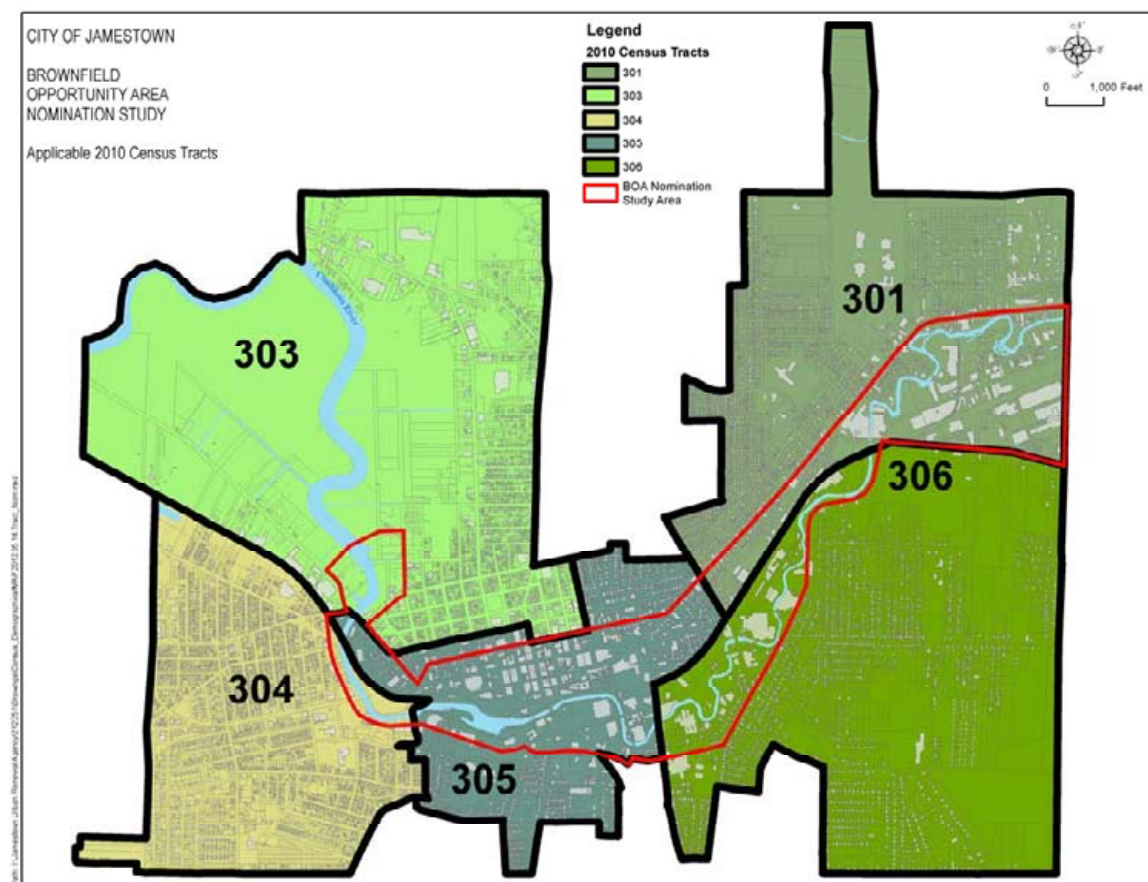 CITY OF JAMESTOWN
BROWNFIELD
OPPORTUNITY AREA
NOMINATION STUDY
Applicable 2010 Census Tracts
Legend
2010 Census Tracts
301
303
304
305
306
BOA Nomination
Study Area
0 1,000 Feet
301
303
306
304
305